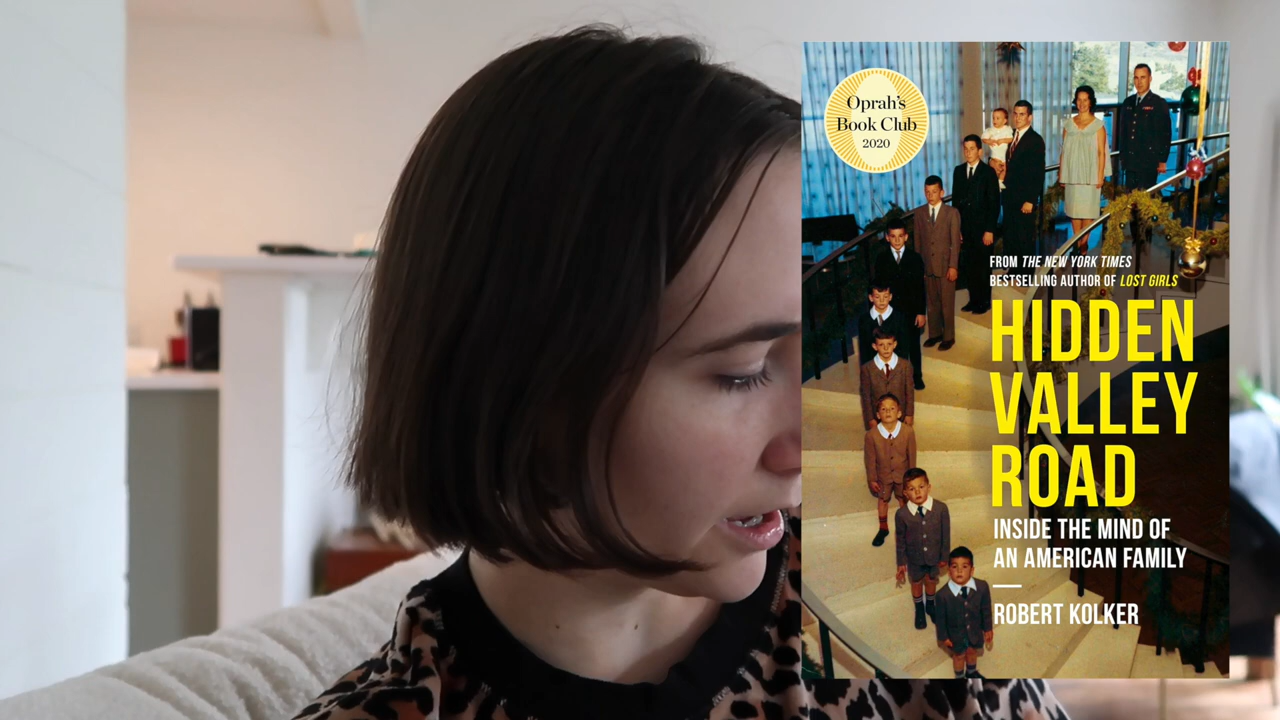 Oprah's
Book Club
2020
FROM THE NEW YORK TIMES
BESTSELLING AUTHOR OF LOST GIRLS
HIDDEN
VALLEY
ROAD
INSIDE THE MIND OF
AN AMERICAN FAMILY
ROBERT KOLKER